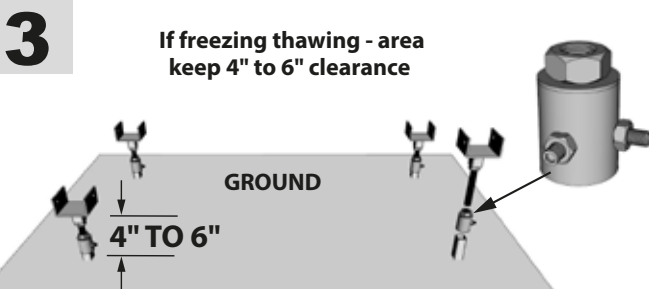 3
If freezing thawing - area
keep 4" to 6" clearance
GROUND
4" TO 6"